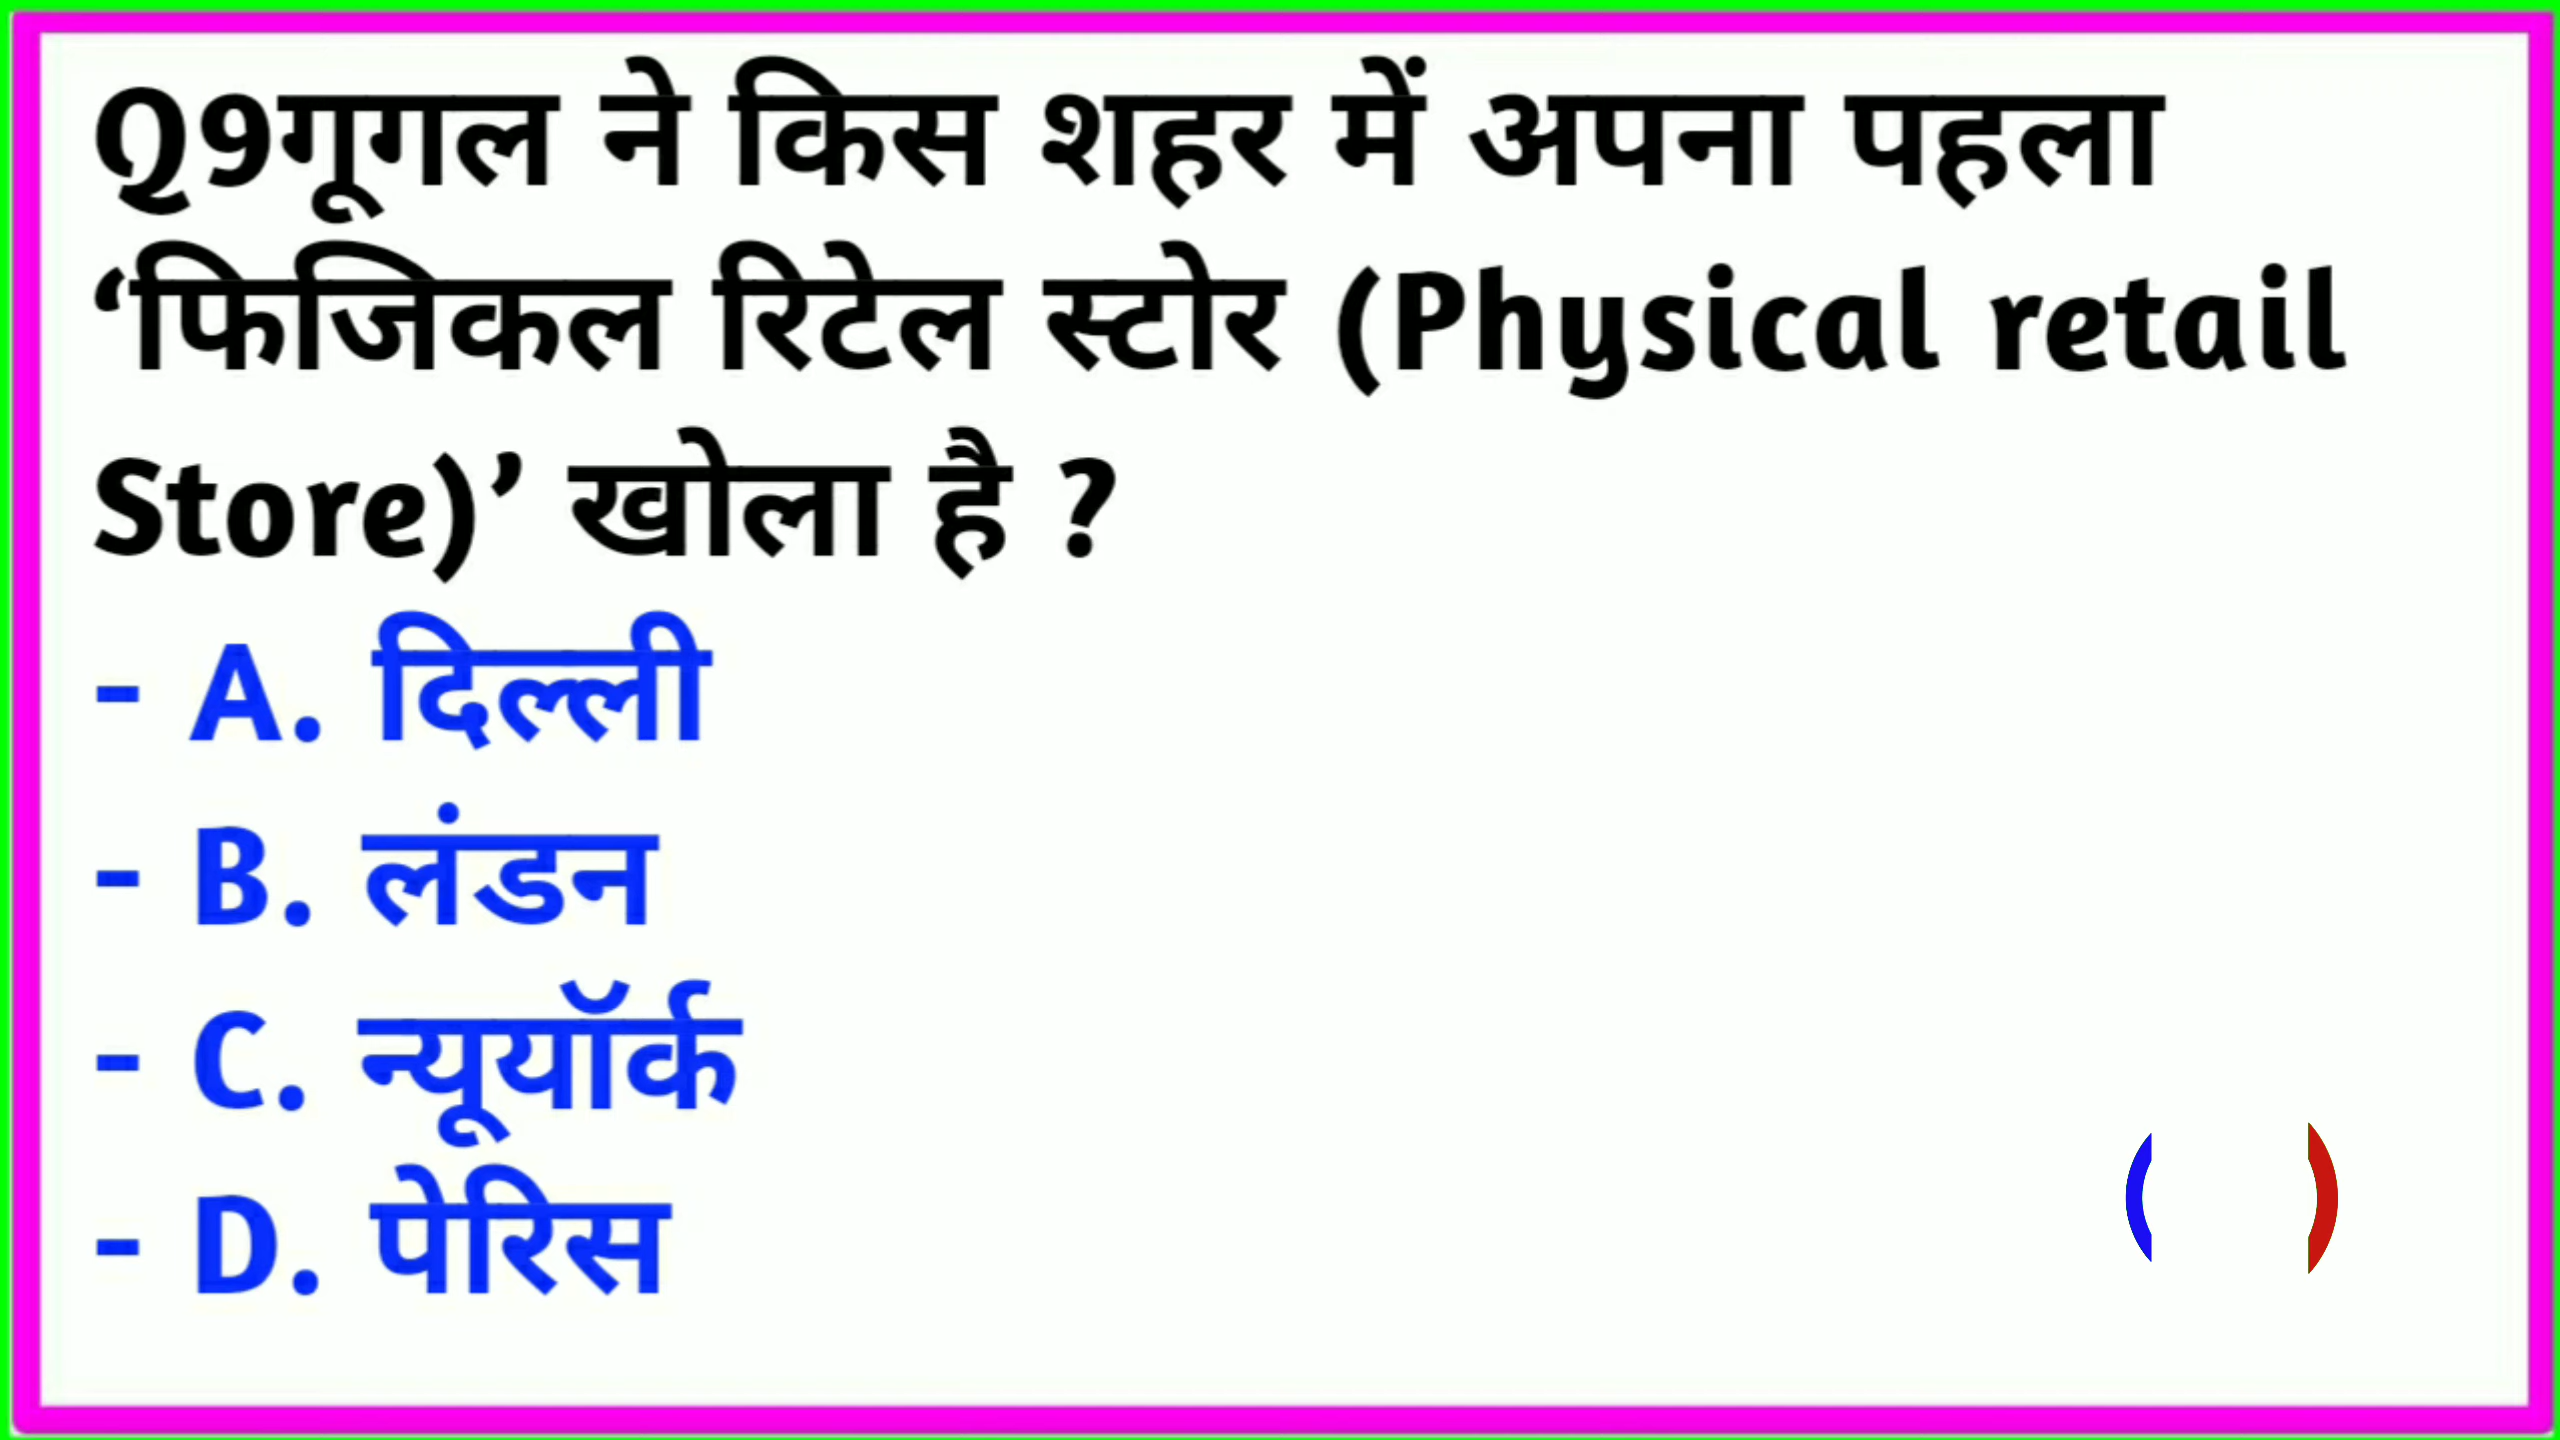 Q9गूगल ने किस शहर में अपना पहला
‘फिजिकल रिटेल स्टोर (Physical retail
Store)’ खोला है ?
- A. दिल्ली
- B. लंडन
- C. न्यूयॉर्क
- D. पेरिस